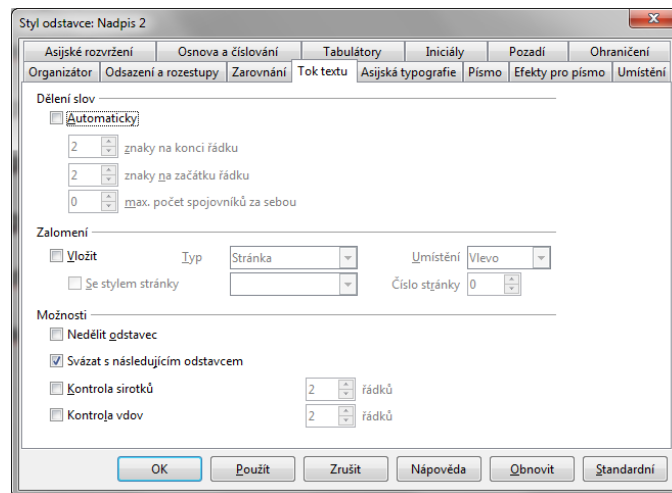 Styl odstavce: Nadpis 2
Asijské rozvržení Osnova a číslování Tabulátory Iniciály Pozadí Ohraničení
Organizátor Odsazení a rozestupy Zarovnání Tok textu Asijská typografie Písmo Efekty pro písmo Umístění
Dělení slov
Automaticky
2 znaky na konci řádku
2 znaky na začátku řádku
0 max. počet spojovníků za sebou
Zalomení
Vložit Typ Stránka Umístění Vlevo
Se stylem stránky Číslo stránky 0
Možnosti
Nedělit odstavec
Svázat s následujícím odstavcem
Kontrola sirotků 2 řádků
Kontrola vdov 2 řádků
OK Použít Zrušit Nápověda Obnovit Standardní